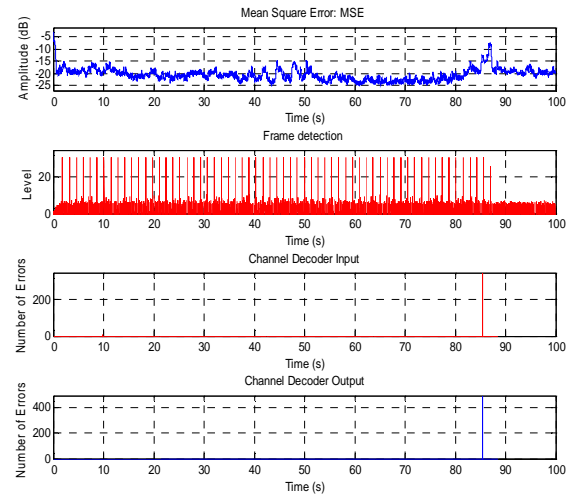 Mean Square Error: MSE
Amplitude (dB)
-5
-10
-15
-20
-25
0 10 20 30 40 50 60 70 80 90 100
Time (s)
Frame detection
Level
20
0
0 10 20 30 40 50 60 70 80 90 100
Time (s)
Channel Decoder Input
Number of Errors
200
0
0 10 20 30 40 50 60 70 80 90 100
Time (s)
Channel Decoder Output
Number of Errors
400
200
0
0 10 20 30 40 50 60 70 80 90 100
Time (s)